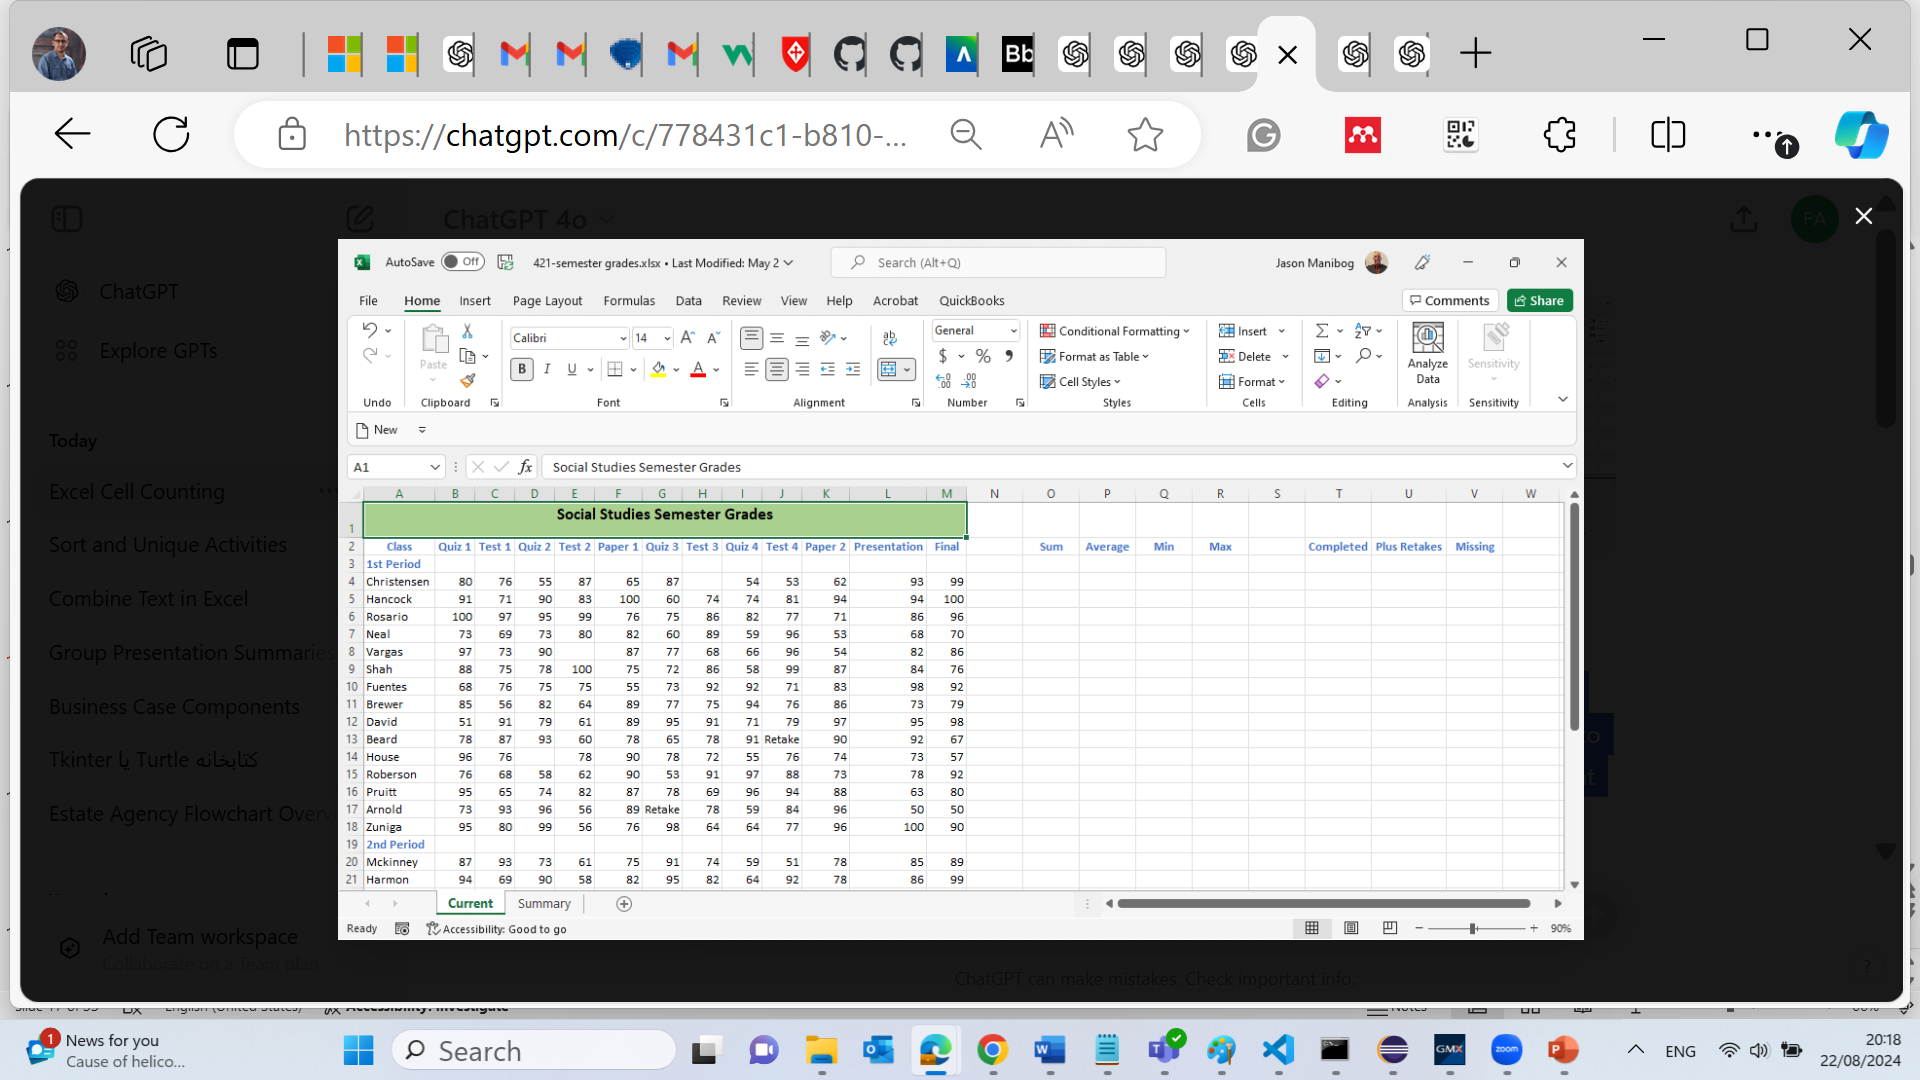 https://chatgpt.com/c/778431c1-b810-...
ChatGPT 4o
FA
ChatGPT
Explore GPTs
Today
Excel Cell Counting
Sort and Unique Activities
Combine Text in Excel
Group Presentation Summaries
Business Case Components
کتابخانه Turtle یا Tkinter
Estate Agency Flowchart Overv
Add Team workspace
Collaborate on a Team plan
AutoSave Off 421-semester grades.xlsx • Last Modified: May 2 Search (Alt+Q) Jason Manibog
File Home Insert Page Layout Formulas Data Review View Help Acrobat QuickBooks Comments Share
Calibri 14 General Conditional Formatting Insert
Paste Format as Table Delete Analyze Data Sensitivity
B I U $ % Cell Styles Format
Undo Clipboard Font Alignment Number Styles Cells Editing Analysis Sensitivity
New
A1 fx Social Studies Semester Grades
A B C D E F G H I J K L M N O P Q R S T U V W
1 Social Studies Semester Grades
2 Class Quiz 1 Test 1 Quiz 2 Test 2 Paper 1 Quiz 3 Test 3 Quiz 4 Test 4 Paper 2 Presentation Final Sum Average Min Max Completed Plus Retakes Missing
3 1st Period
4 Christensen 80 76 55 87 65 87 54 53 62 93 99
5 Hancock 91 71 90 83 100 60 74 74 81 94 94 100
6 Rosario 100 97 95 99 76 75 86 82 77 71 86 96
7 Neal 73 69 73 80 82 60 89 59 96 53 68 70
8 Vargas 97 73 90 87 77 68 66 96 54 82 86
9 Shah 88 75 78 100 75 72 86 58 99 87 84 76
10 Fuentes 68 76 75 75 55 73 92 92 71 83 98 92
11 Brewer 85 56 82 64 89 77 75 94 76 86 73 79
12 David 51 91 79 61 89 95 91 71 79 97 95 98
13 Beard 78 87 93 60 78 65 78 91 Retake 90 92 67
14 House 96 76 78 90 78 72 55 76 74 73 57
15 Roberson 76 68 58 62 90 53 91 97 88 73 78 92
16 Pruitt 95 65 74 82 87 78 69 96 94 88 63 80
17 Arnold 73 93 96 56 89 Retake 78 59 84 96 50 50
18 Zuniga 95 80 99 56 76 98 64 64 77 96 100 90
19 2nd Period
20 Mckinney 87 93 73 61 75 91 74 59 51 78 85 89
21 Harmon 94 69 90 58 82 95 82 64 92 78 86 99
Current Summary
Ready Accessibility: Good to go 90%
ChatGPT can make mistakes. Check important info.
?
1 News for you
Cause of helico...
Search
ENG
20:18
22/08/2024